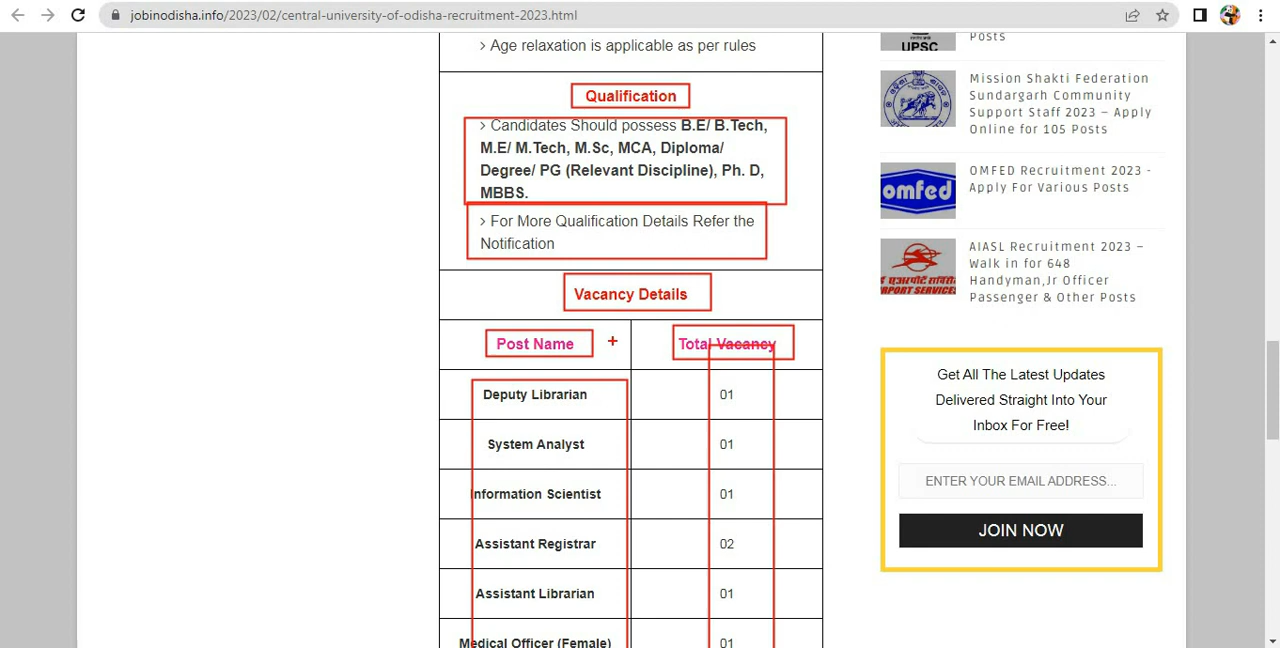 jobinodisha.info/2023/02/central-university-of-odisha-recruitment-2023.html
> Age relaxation is applicable as per rules
Qualification
> Candidates Should possess B.E/ B.Tech,
M.E/ M.Tech, M.Sc, MCA, Diploma/
Degree/ PG (Relevant Discipline), Ph. D,
MBBS.
> For More Qualification Details Refer the
Notification
Vacancy Details
Post Name Total Vacancy
Deputy Librarian 01
System Analyst 01
Information Scientist 01
Assistant Registrar 02
Assistant Librarian 01
Medical Officer (Female) 01
UPSC
Posts
Mission Shakti Federation
Sundargarh Community
Support Staff 2023 – Apply
Online for 105 Posts
omfed
OMFED Recruitment 2023 -
Apply For Various Posts
AIASL Recruitment 2023 –
Walk in for 648
Handyman,Jr Officer
Passenger & Other Posts
Get All The Latest Updates
Delivered Straight Into Your
Inbox For Free!
ENTER YOUR EMAIL ADDRESS...
JOIN NOW